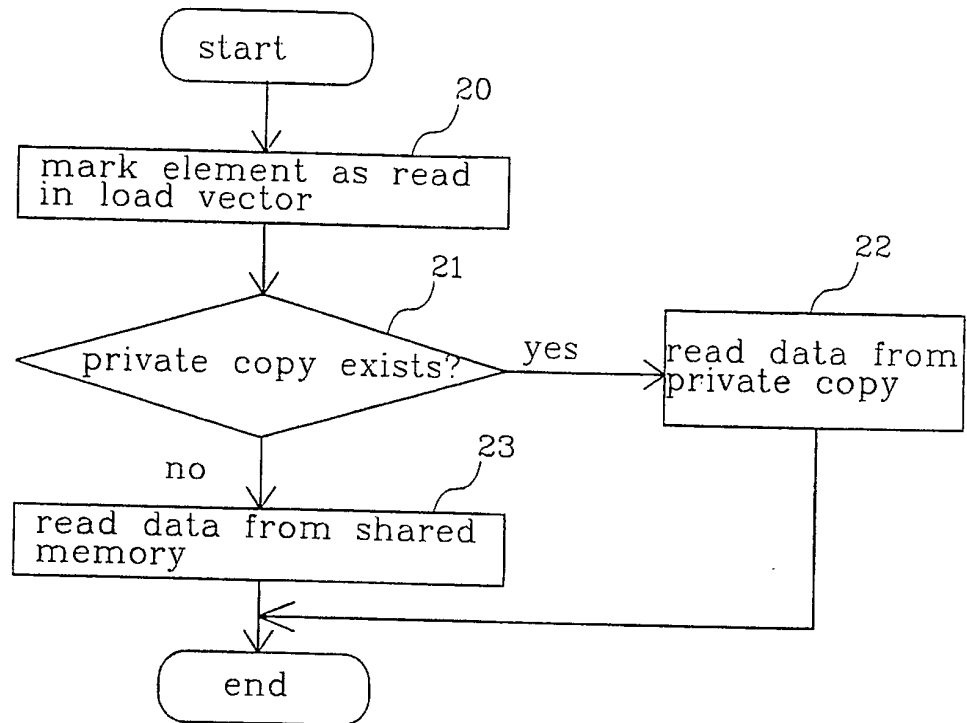 start
20
mark element as read
in load vector
21
private copy exists?
yes
22
read data from
private copy
no
23
read data from shared
memory
end